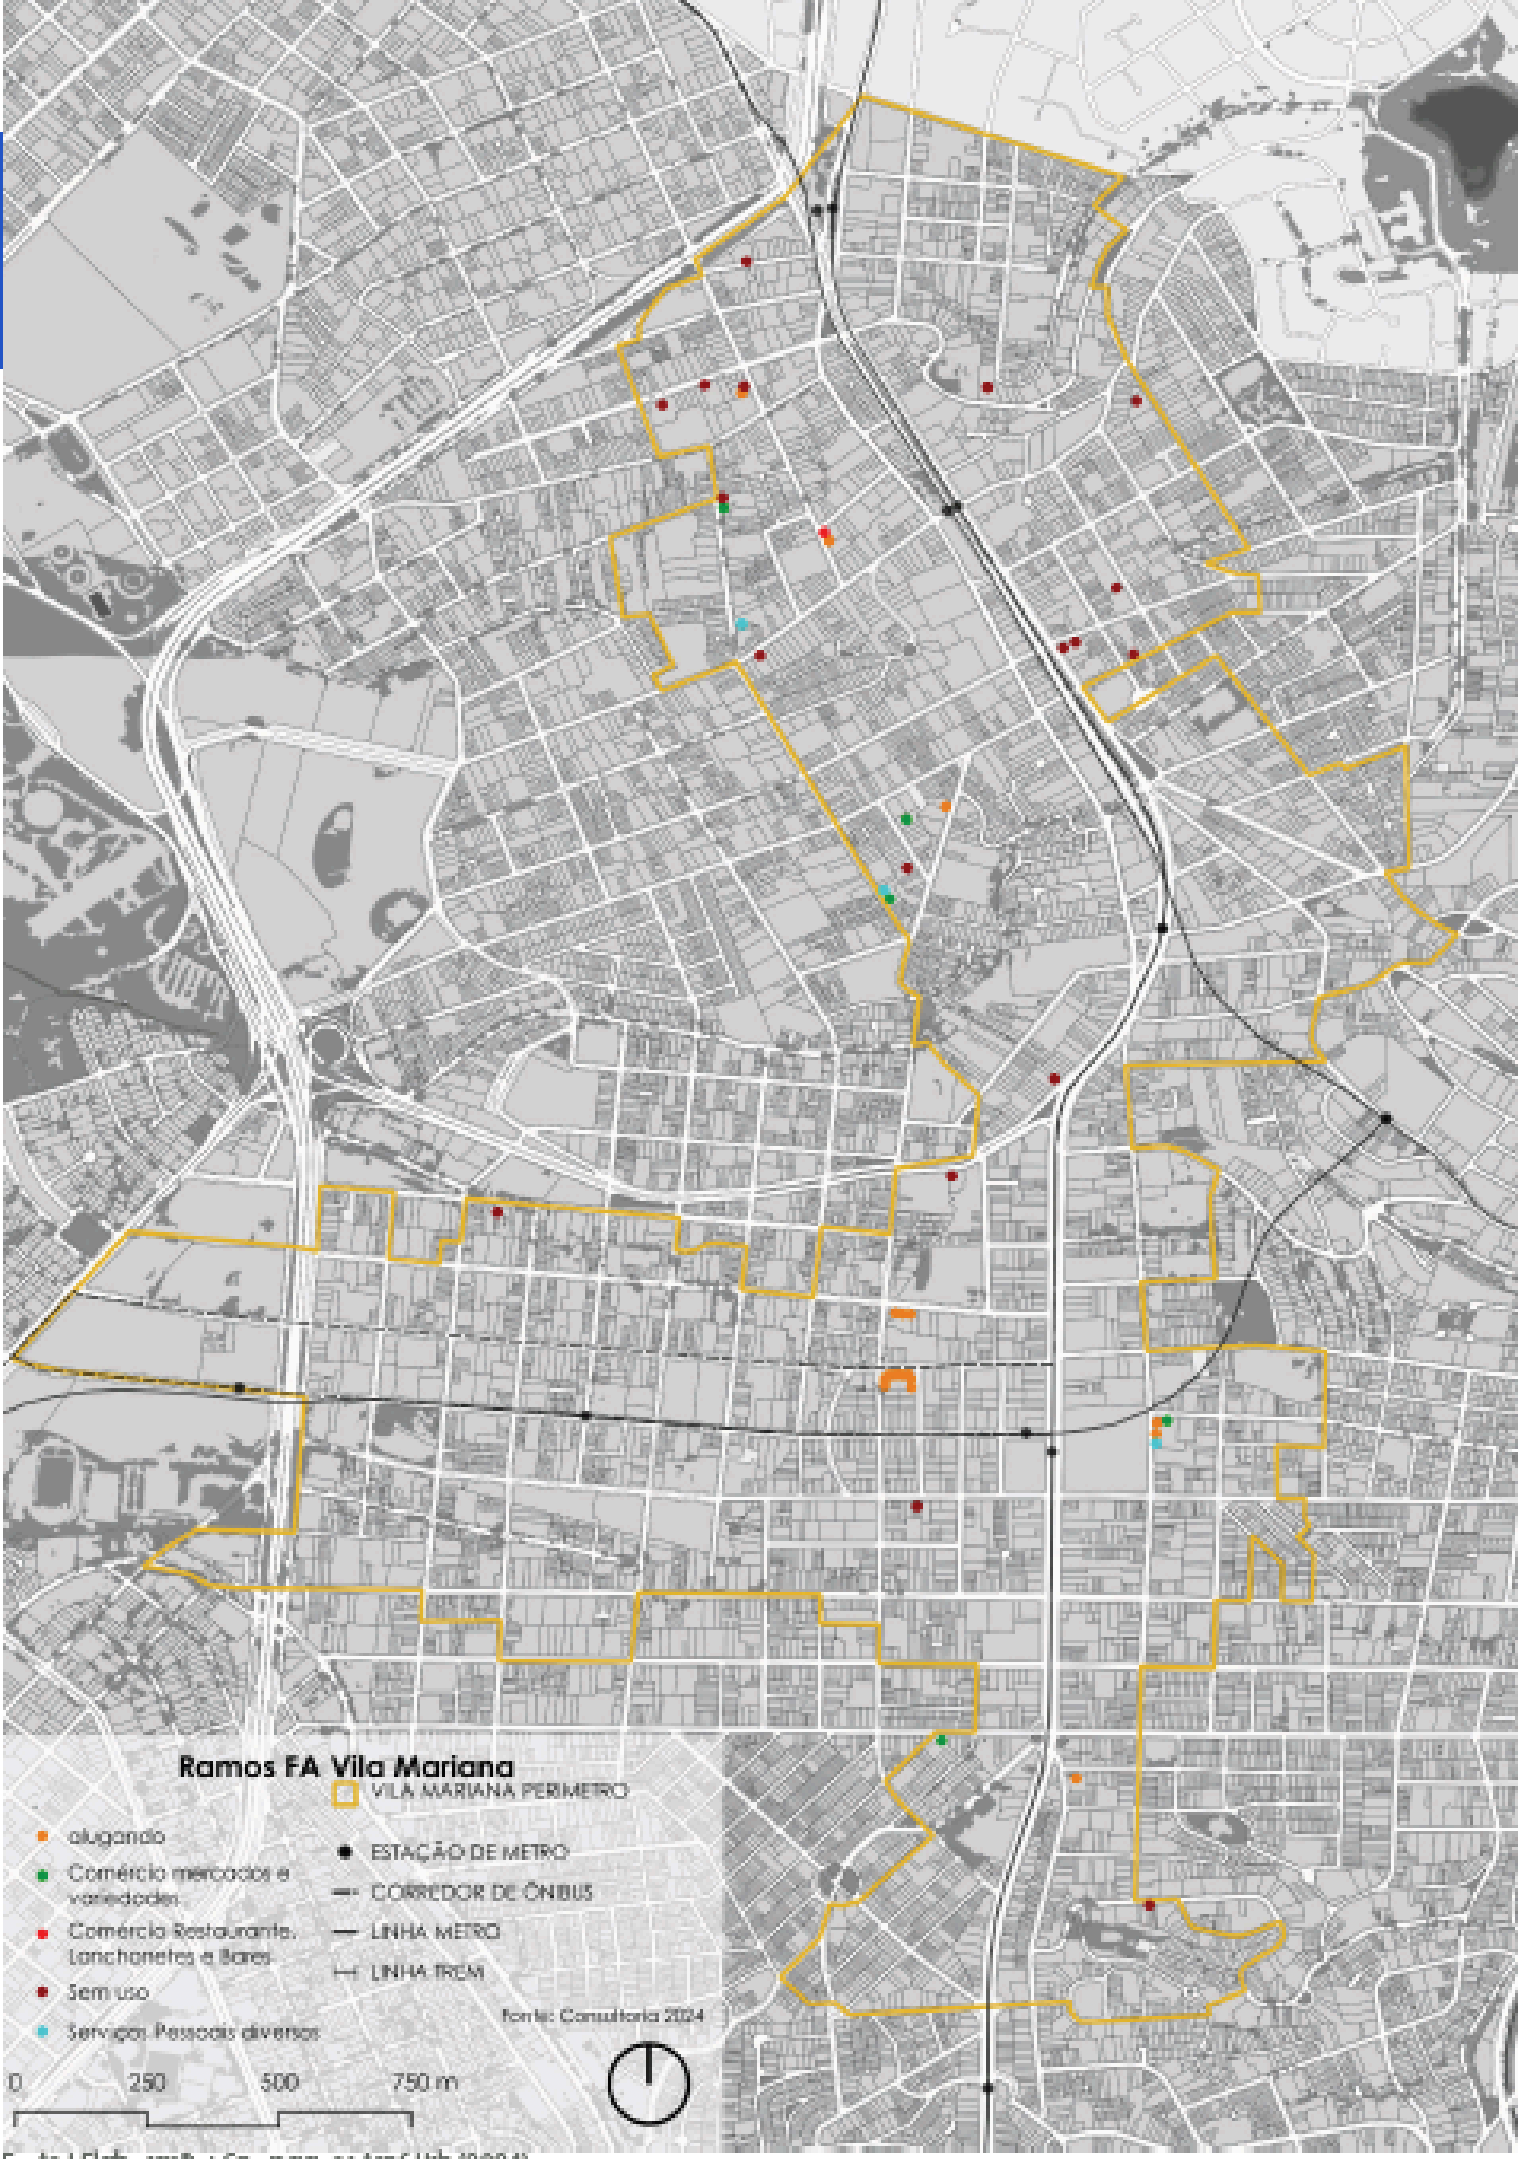 Ramos FA Vila Mariana
VILA MARIANA PERIMETRO
alugando
Comércio mercados e
variedades
Comércio Restaurante,
Lanchonetes e Bares
Sem uso
Serviços Pessoais diversos
ESTAÇÃO DE METRO
CORREDOR DE ÔNIBUS
LINHA METRO
LINHA TREM
Fonte: Consultoria 2024
0 250 500 750 m